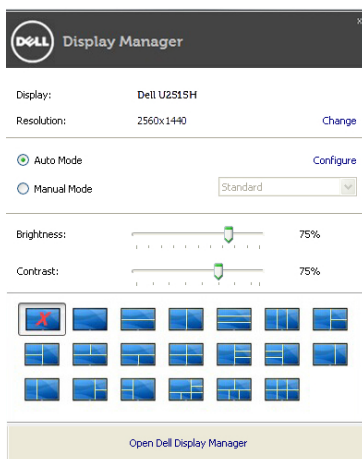 x
DELL Display Manager
Display: Dell U2515H
Resolution: 2560x1440 Change
Auto Mode Configure
Manual Mode Standard
Brightness: 75%
Contrast: 75%
Open Dell Display Manager